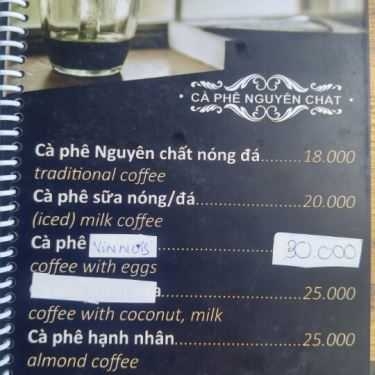 CÀ PHÊ NGUYÊN CHẤT
Cà phê Nguyên chất nóng đá..........18.000
traditional coffee
Cà phê sữa nóng/đá..........20.000
(iced) milk coffee
Cà phê..........30.000
coffee with eggs
25.000
coffee with coconut, milk
Cà phê hạnh nhân..........25.000
almond coffee